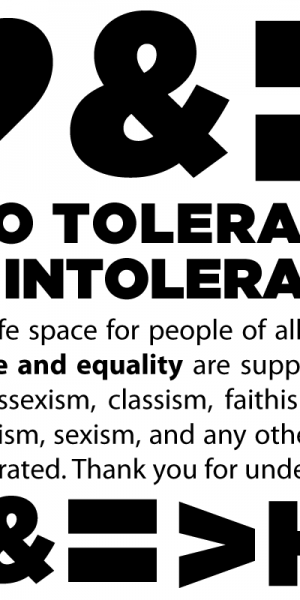 & =
O TOLERA
INTOLERA
fe space for people of all
e and equality are supp
ssexism, classism, faithis
ism, sexism, and any othe
rated. Thank you for unde
&=>H